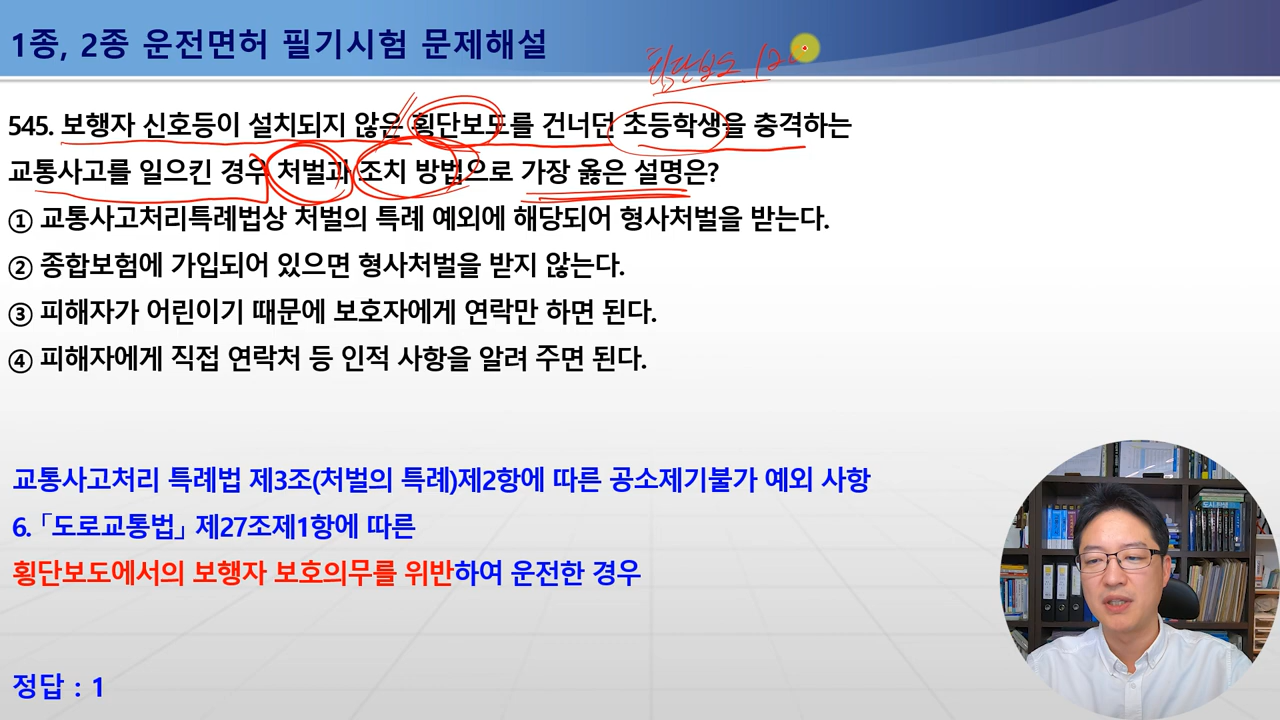 1종, 2종 운전면허 필기시험 문제해설
횡단보도
545. 보행자 신호등이 설치되지 않은 횡단보도를 건너던 초등학생을 충격하는
교통사고를 일으킨 경우 처벌과 조치 방법으로 가장 옳은 설명은?
① 교통사고처리특례법상 처벌의 특례 예외에 해당되어 형사처벌을 받는다.
② 종합보험에 가입되어 있으면 형사처벌을 받지 않는다.
③ 피해자가 어린이기 때문에 보호자에게 연락만 하면 된다.
④ 피해자에게 직접 연락처 등 인적 사항을 알려 주면 된다.
교통사고처리 특례법 제3조(처벌의 특례)제2항에 따른 공소제기불가 예외 사항
6. 「도로교통법」 제27조제1항에 따른
횡단보도에서의 보행자 보호의무를 위반하여 운전한 경우
정답 : 1